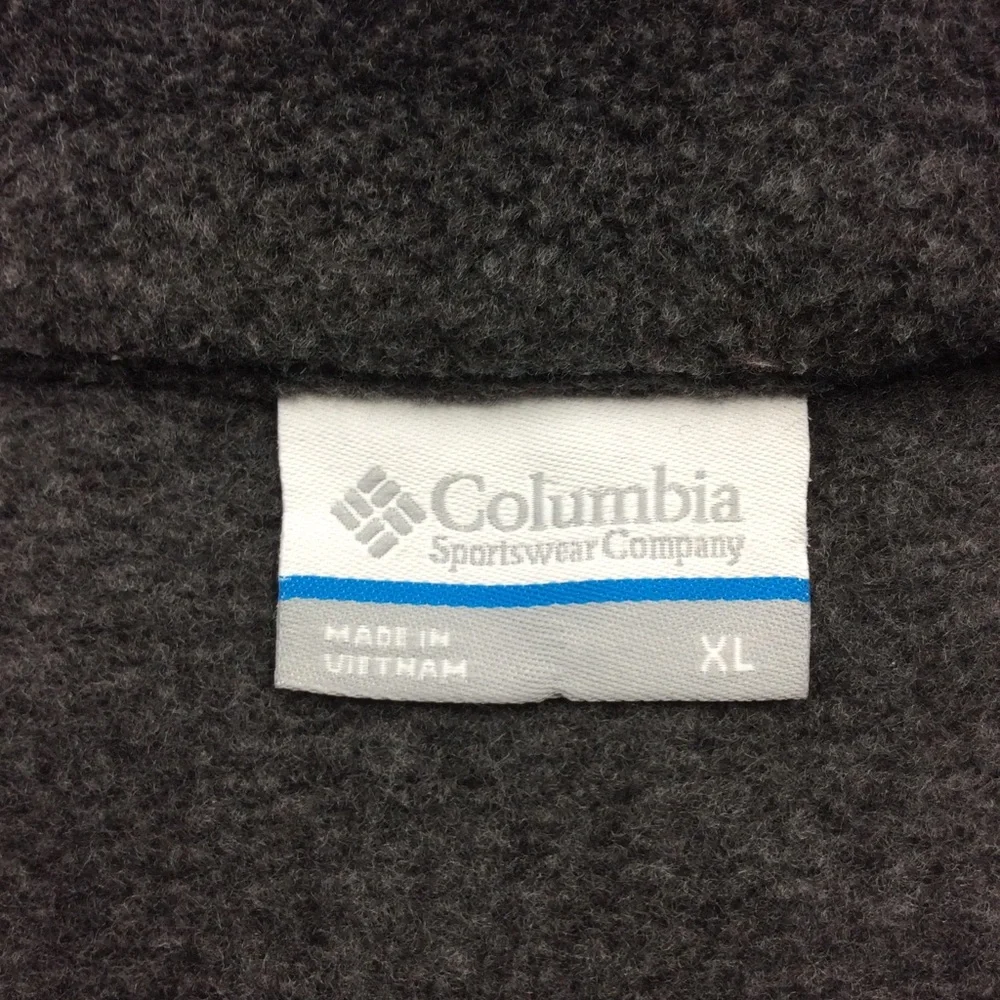 Columbia
Sportswear Company
MADE IN
VIETNAM
XL